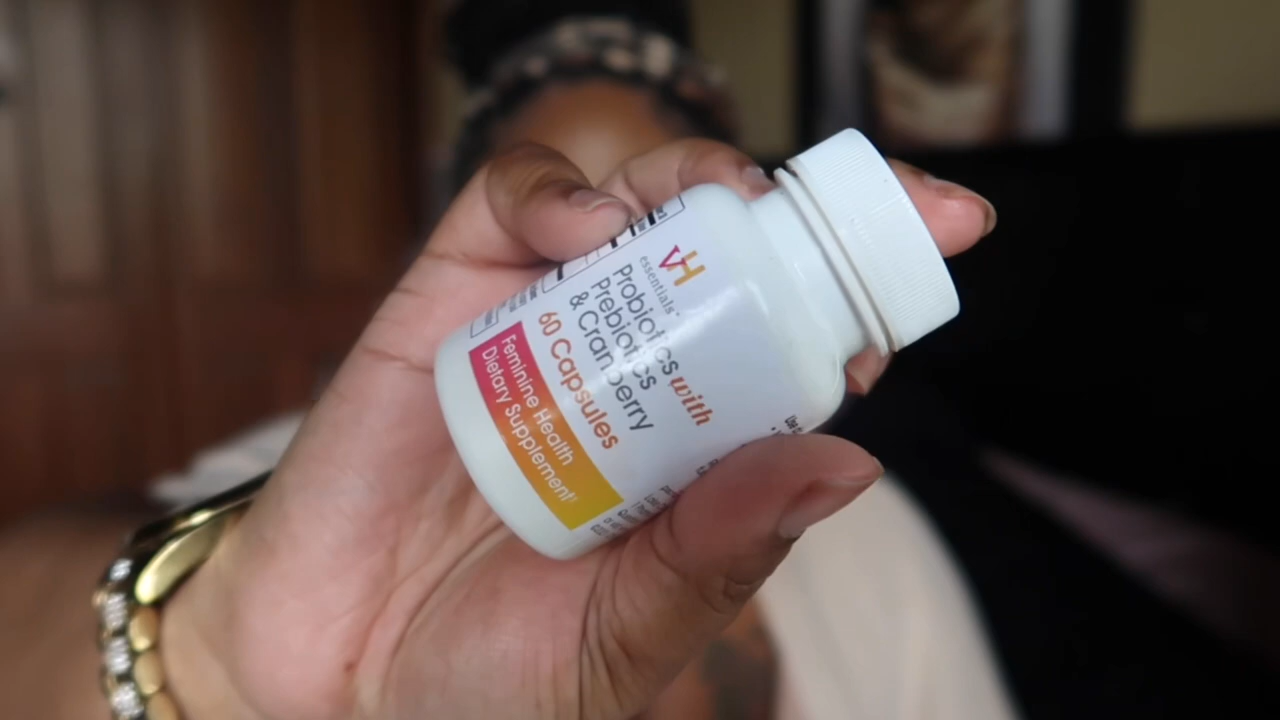 VH
essentials
Probiotics with
Prebiotics
& Cranberry
60 Capsules
Feminine Health
Dietary Supplement